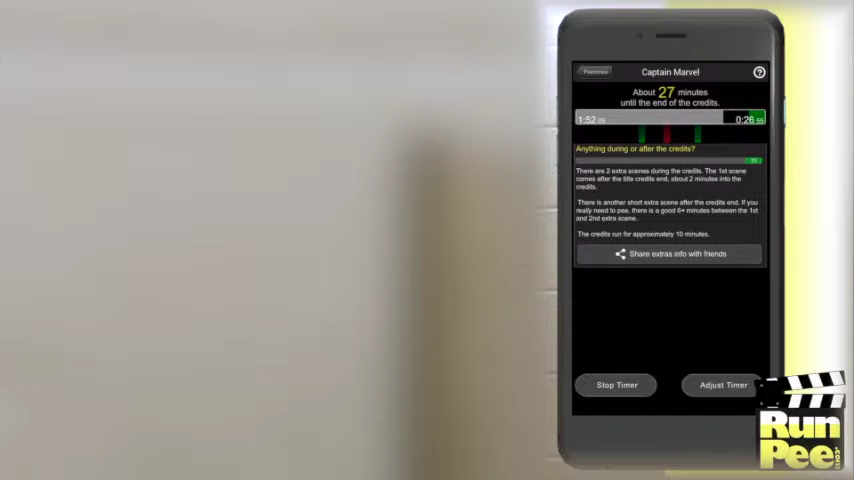 Peetimes
Captain Marvel
?
About 27 minutes
until the end of the credits.
1:52 05
0:26 55
Anything during or after the credits?
There are 2 extra scenes during the credits. The 1st scene
comes after the title credits end, about 2 minutes into the
credits.
There is another short extra scene after the credits end. If you
really need to pee, there is a good 6+ minutes between the 1st
and 2nd extra scene.
The credits run for approximately 10 minutes.
Share extras info with friends
Stop Timer
Adjust Timer
Run
Pee.com